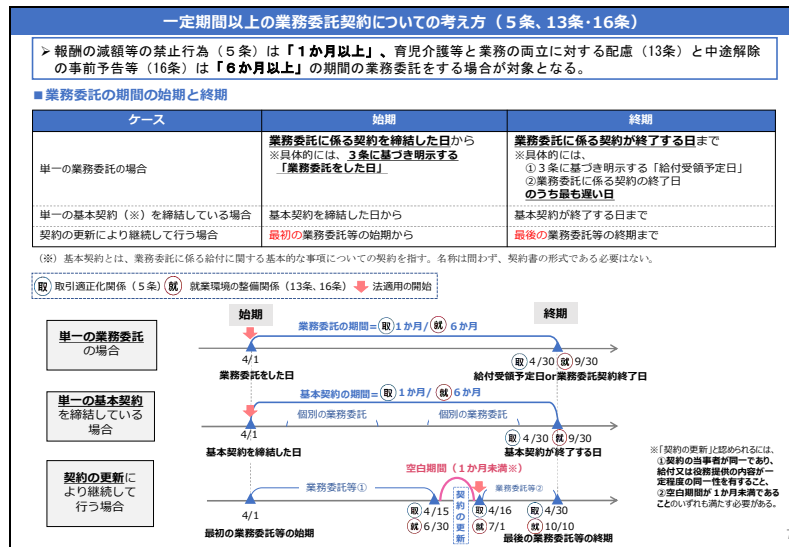 一定期間以上の業務委託契約についての考え方（５条、13条・16条）
➢ 報酬の減額等の禁止行為（５条）は「１か月以上」、育児介護等と業務の両立に対する配慮（13条）と中途解除
の事前予告等（16条）は「６か月以上」の期間の業務委託をする場合が対象となる。
■業務委託の期間の始期と終期
ケース 始期 終期
単一の業務委託の場合
業務委託に係る契約を締結した日から
※具体的には、３条に基づき明示する
「業務委託をした日」
業務委託に係る契約が終了する日まで
※具体的には、
①３条に基づき明示する「給付受領予定日」
②業務委託に係る契約の終了日
のうち最も遅い日
単一の基本契約（※）を締結している場合 基本契約を締結した日から 基本契約が終了する日まで
契約の更新により継続して行う場合 最初の業務委託等の始期から 最後の業務委託等の終期まで
（※）基本契約とは、業務委託に係る給付に関する基本的な事項についての契約を指す。名称は問わず、契約書の形式である必要はない。
取 取引適正化関係（５条） 就 就業環境の整備関係（13条、16条） 法適用の開始
始期 終期
単一の業務委託
の場合
業務委託の期間＝取１か月/就６か月
4/1 取 4/30 就 9/30
業務委託をした日 給付受領予定日or業務委託契約終了日
単一の基本契約
を締結している
場合
基本契約の期間＝取１か月/就６か月
個別の業務委託 個別の業務委託
4/1 取 4/30 就 9/30
基本契約を締結した日 基本契約が終了する日
契約の更新に
より継続して
行う場合
空白期間（１か月未満※）
業務委託等① 契約の更新 業務委託等②
4/1 取 4/15 取 4/16 取 4/30
就 6/30 就 7/1 就 10/10
最初の業務委託等の始期 最後の業務委託等の終期
※「契約の更新」と認められるには、
①契約の当事者が同一であり、
給付又は役務提供の内容が一
定程度の同一性を有すること、
②空白期間が１か月未満である
ことのいずれも満たす必要がある。